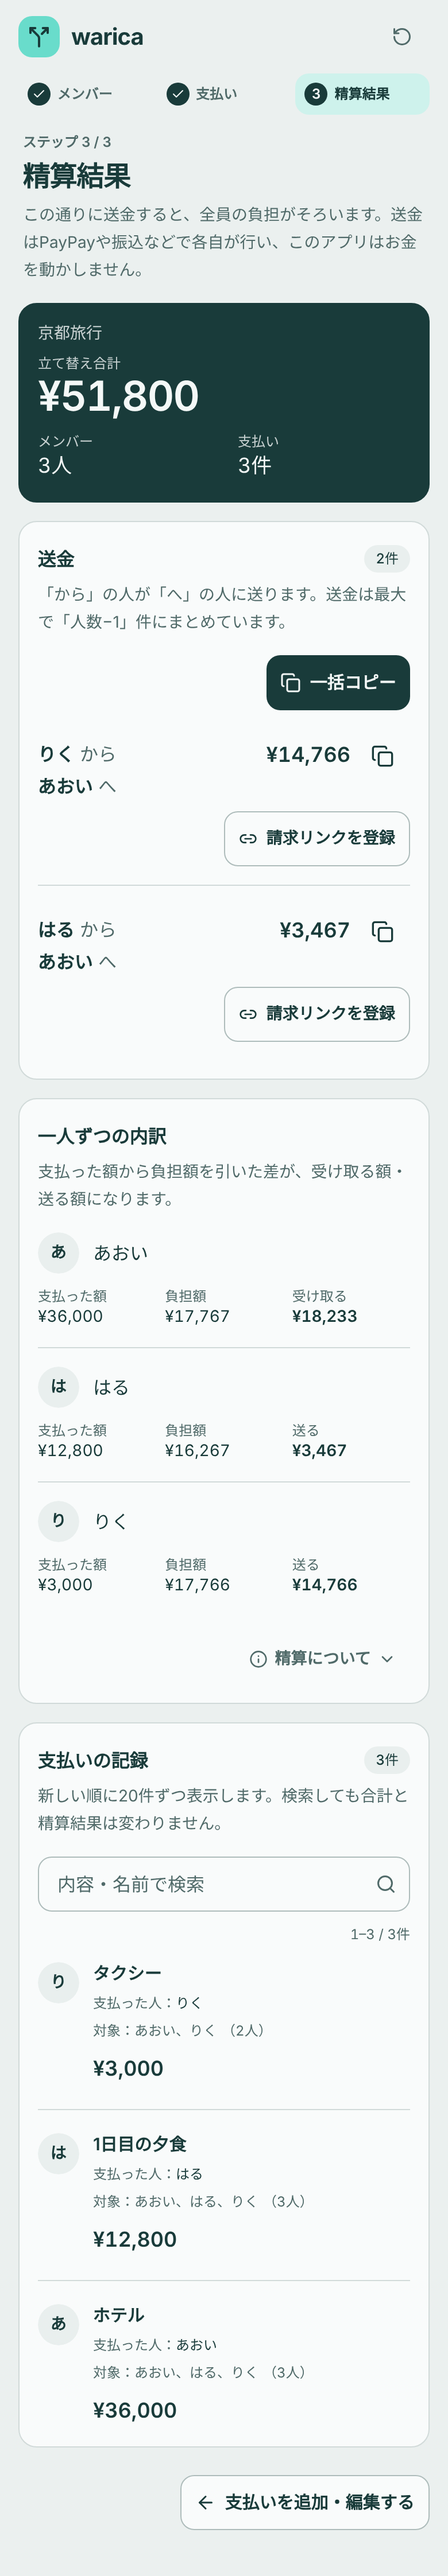 warica
メンバー
支払い
3 精算結果
ステップ 3 / 3
精算結果
この通りに送金すると、全員の負担がそろいます。送金
はPayPayや振込などで各自が行い、このアプリはお金
を動かしません。
京都旅行
立て替え合計
¥51,800
メンバー 支払い
3人 3件
送金 2件
「から」の人が「へ」の人に送ります。送金は最大
で「人数−1」件にまとめています。
一括コピー
りく から ¥14,766
あおい へ
請求リンクを登録
はる から ¥3,467
あおい へ
請求リンクを登録
一人ずつの内訳
支払った額から負担額を引いた差が、受け取る額・
送る額になります。
あ あおい
支払った額 負担額 受け取る
¥36,000 ¥17,767 ¥18,233
は はる
支払った額 負担額 送る
¥12,800 ¥16,267 ¥3,467
り りく
支払った額 負担額 送る
¥3,000 ¥17,766 ¥14,766
精算について
支払いの記録 3件
新しい順に20件ずつ表示します。検索しても合計と
精算結果は変わりません。
内容・名前で検索
1–3 / 3件
り タクシー
支払った人：りく
対象：あおい、りく （2人）
¥3,000
は 1日目の夕食
支払った人：はる
対象：あおい、はる、りく （3人）
¥12,800
あ ホテル
支払った人：あおい
対象：あおい、はる、りく （3人）
¥36,000
支払いを追加・編集する